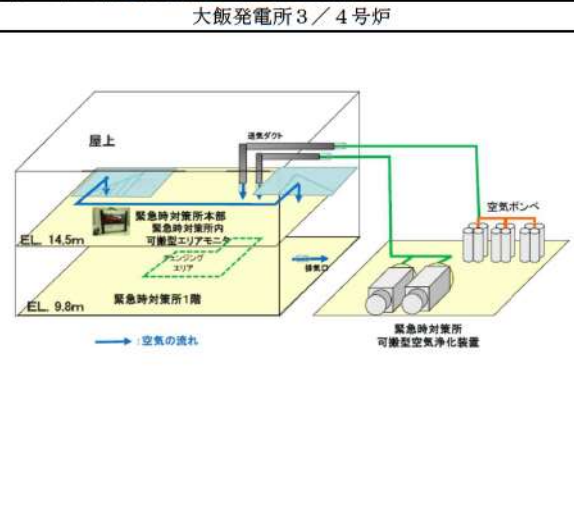 大飯発電所3／4号炉
屋上
送気ダクト
空気ボンベ
緊急時対策所本部
緊急時対策所内
可搬型エリアモニタ
EL. 14.5m
チェンジング
エリア
排気口
緊急時対策所1階
EL. 9.8m
緊急時対策所
可搬型空気浄化装置
：空気の流れ